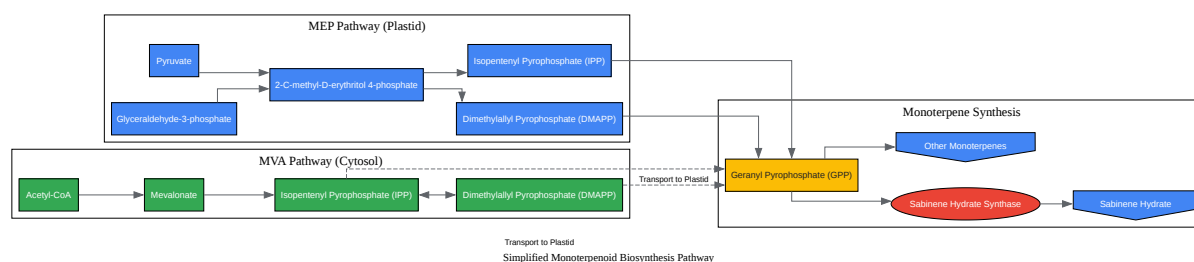 MEP Pathway (Plastid)
Pyruvate
Isopentenyl Pyrophosphate (IPP)
2-C-methyl-D-erythritol 4-phosphate
Glyceraldehyde-3-phosphate
Dimethylallyl Pyrophosphate (DMAPP)
Monoterpene Synthesis
Other Monoterpenes
Geranyl Pyrophosphate (GPP)
Sabinene Hydrate Synthase
Sabinene Hydrate
MVA Pathway (Cytosol)
Acetyl-CoA
Mevalonate
Isopentenyl Pyrophosphate (IPP)
Dimethylallyl Pyrophosphate (DMAPP)
Transport to Plastid
Transport to Plastid
Simplified Monoterpenoid Biosynthesis Pathway